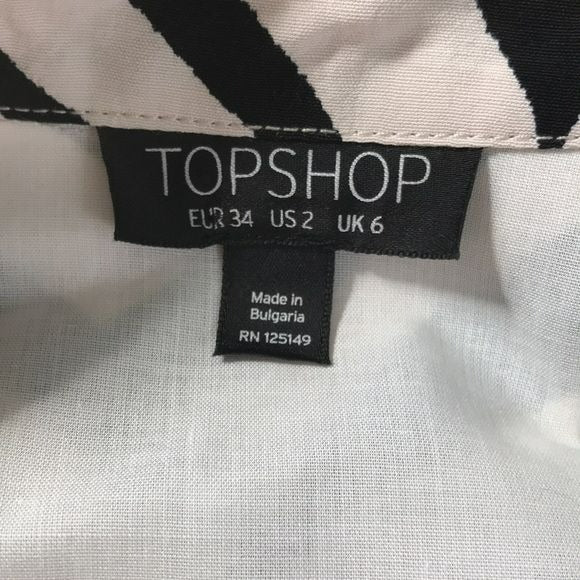 TOPSHOP
EUR 34 US 2 UK 6
Made in
Bulgaria
RN 125149